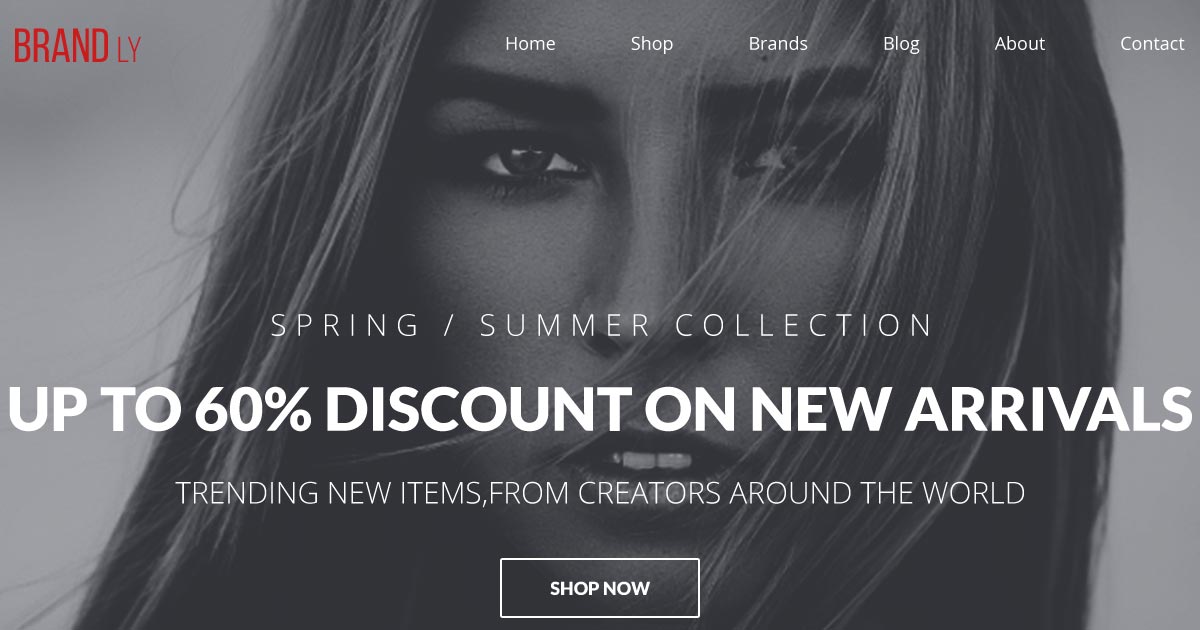 BRAND LY
Home Shop Brands Blog About Contact
SPRING / SUMMER COLLECTION
UP TO 60% DISCOUNT ON NEW ARRIVALS
TRENDING NEW ITEMS,FROM CREATORS AROUND THE WORLD
SHOP NOW